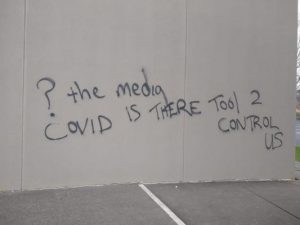 ? the media
COVID IS THERE TOOL 2
CONTROL
US